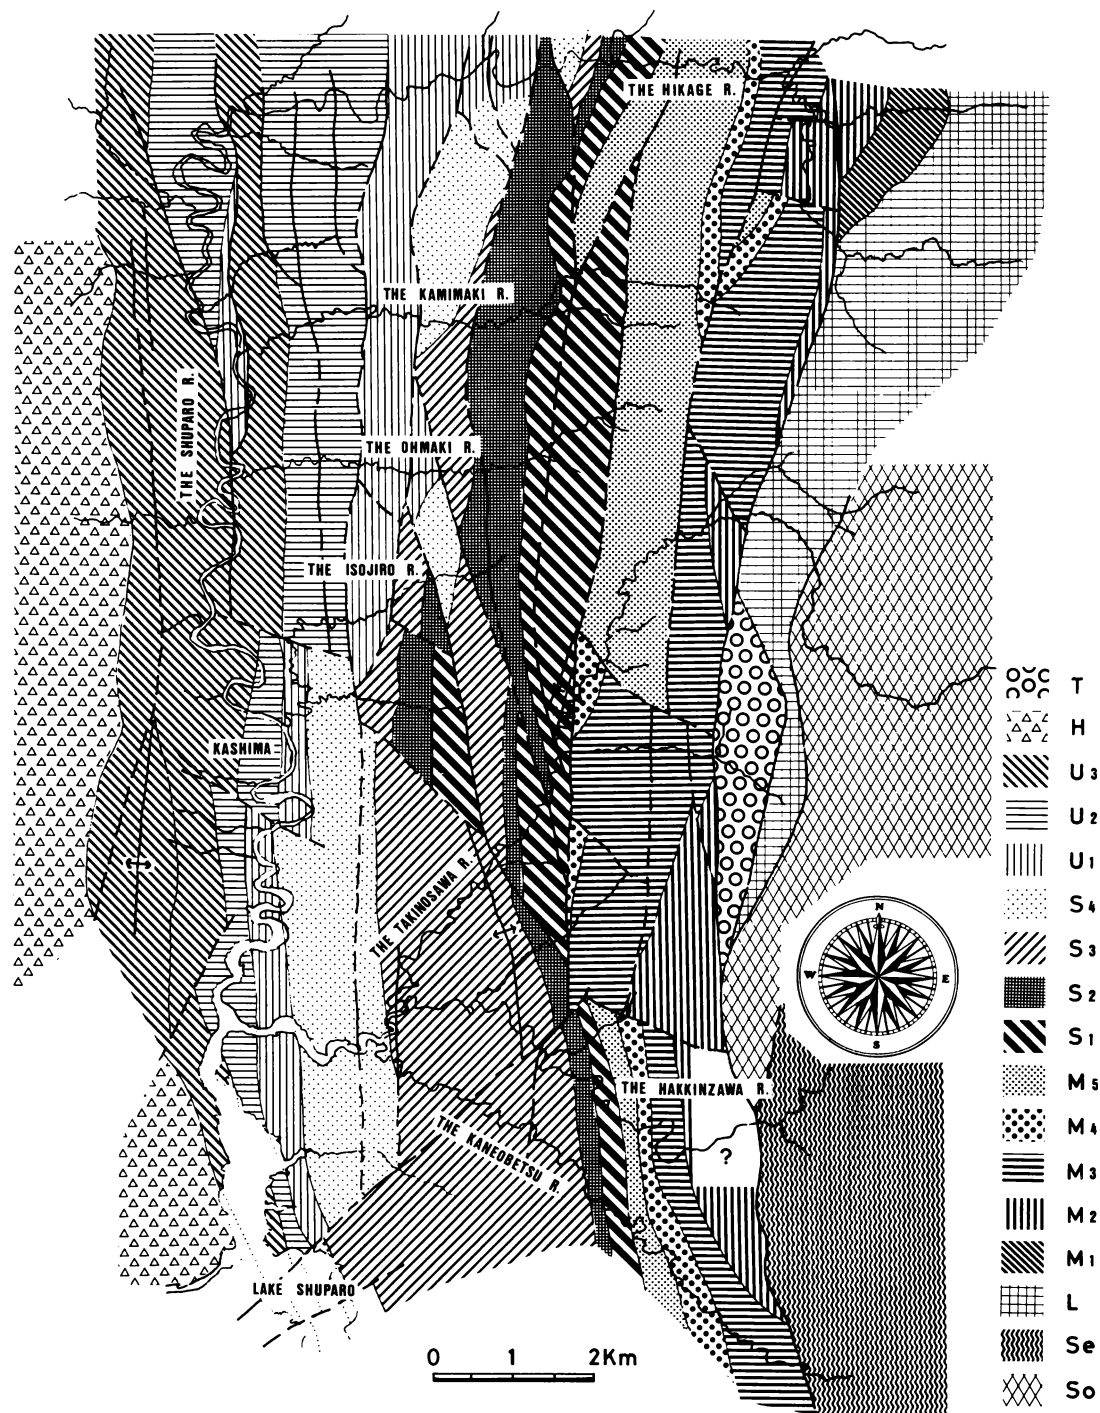 THE HIKAGE R.
THE KAMIMAKI R.
THE SHUPARO R.
THE OHMAKI R.
THE ISOJIRO R.
KASHIMA
THE TAKINOSAWA R.
THE HAKKINZAWA R.
THE KANEOBETSU R.
?
LAKE SHUPARO
0 1 2Km
N
W E
S
T
H
U3
U2
U1
S4
S3
S2
S1
M5
M4
M3
M2
M1
L
Se
So